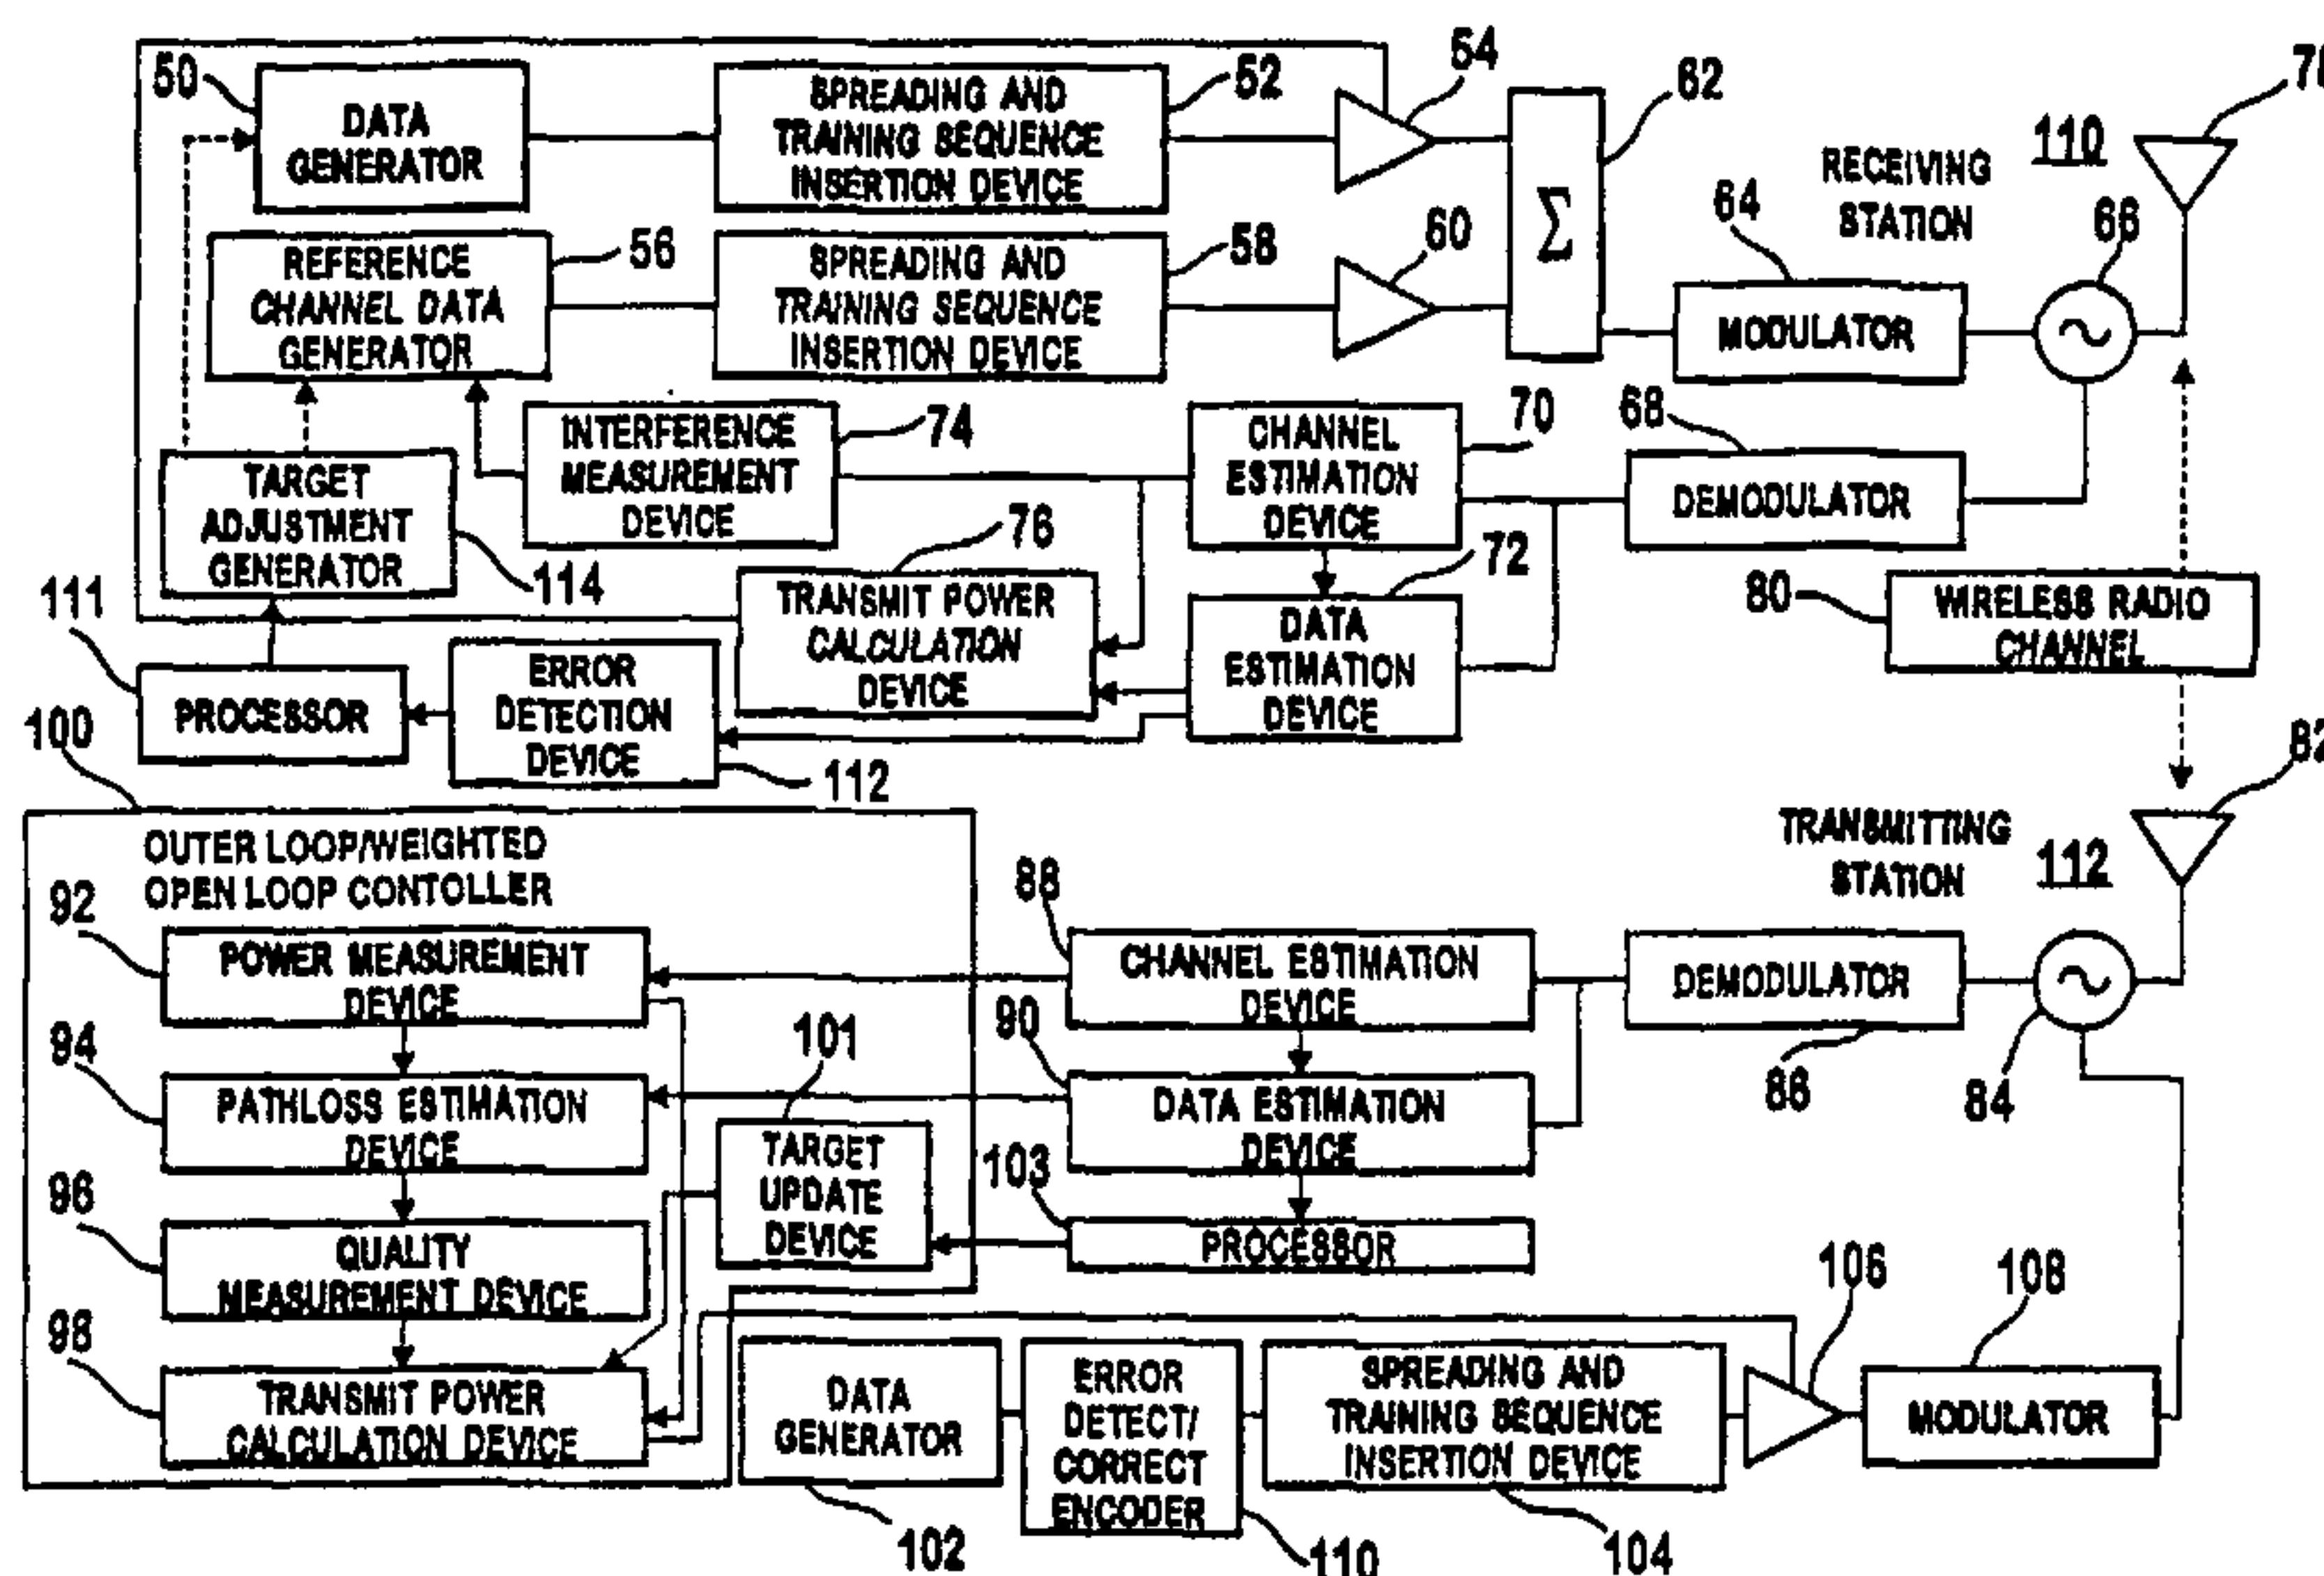 50
DATA
GENERATOR
SPREADING AND
TRAINING SEQUENCE
INSERTION DEVICE
52
54
62
110
RECEIVING
STATION
64
66
REFERENCE
CHANNEL DATA
GENERATOR
56
SPREADING AND
TRAINING SEQUENCE
INSERTION DEVICE
58
60
Σ
MODULATOR
INTERFERENCE
MEASUREMENT
DEVICE
74
CHANNEL
ESTIMATION
DEVICE
70
68
DEMODULATOR
TARGET
ADJUSTMENT
GENERATOR
114
76
TRANSMIT POWER
CALCULATION
DEVICE
72
DATA
ESTIMATION
DEVICE
80
WIRELESS RADIO
CHANNEL
111
PROCESSOR
ERROR
DETECTION
DEVICE
112
100
OUTER LOOP/WEIGHTED
OPEN LOOP CONTOLLER
82
TRANSMITTING
STATION
112
92
POWER MEASUREMENT
DEVICE
88
CHANNEL ESTIMATION
DEVICE
DEMODULATOR
86
84
94
PATHLOSS ESTIMATION
DEVICE
101
TARGET
UPDATE
DEVICE
90
DATA ESTIMATION
DEVICE
103
PROCESSOR
96
QUALITY
MEASUREMENT DEVICE
98
TRANSMIT POWER
CALCULATION DEVICE
DATA
GENERATOR
102
ERROR
DETECT/
CORRECT
ENCODER
110
SPREADING AND
TRAINING SEQUENCE
INSERTION DEVICE
104
106
108
MODULATOR